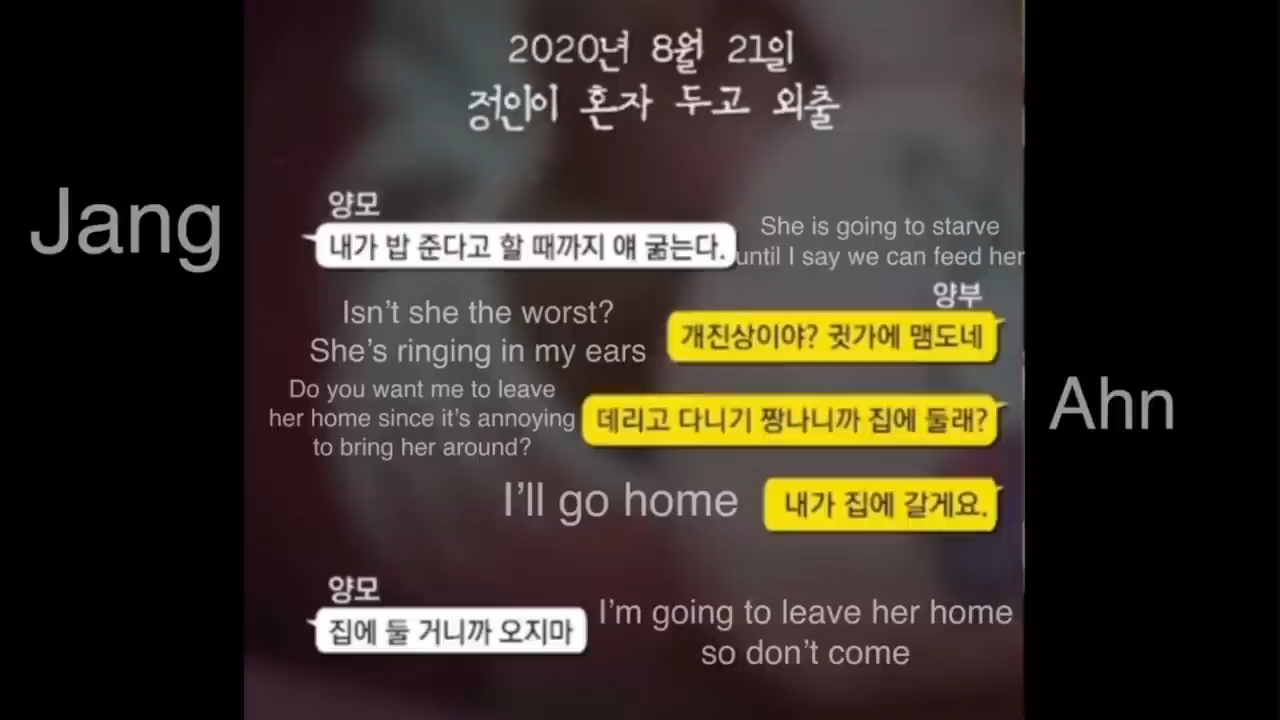 2020년 8월 21일
정인이 혼자 두고 외출
Jang
양모
내가 밥 준다고 할 때까지 얘 굶는다.
She is going to starve
until I say we can feed her
양부
Isn't she the worst?
She's ringing in my ears
개진상이야? 귓가에 맴도네
Do you want me to leave
her home since it's annoying
to bring her around?
데리고 다니기 짱나니까 집에 둘래?
Ahn
I'll go home
내가 집에 갈게요.
양모
집에 둘 거니까 오지마
I'm going to leave her home
so don't come